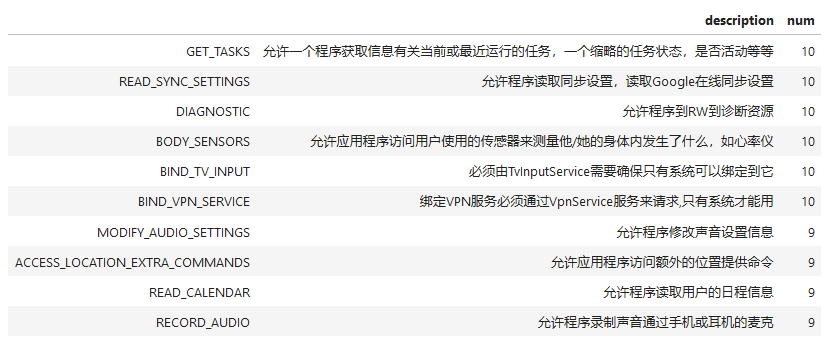 description num
GET_TASKS 允许一个程序获取信息有关当前或最近运行的任务，一个缩略的任务状态，是否活动等等 10
READ_SYNC_SETTINGS 允许程序读取同步设置，读取Google在线同步设置 10
DIAGNOSTIC 允许程序到RW到诊断资源 10
BODY_SENSORS 允许应用程序访问用户使用的传感器来测量他/她的身体内发生了什么，如心率仪 10
BIND_TV_INPUT 必须由TvInputService需要确保只有系统可以绑定到它 10
BIND_VPN_SERVICE 绑定VPN服务必须通过VpnService服务来请求,只有系统才能用 10
MODIFY_AUDIO_SETTINGS 允许程序修改声音设置信息 9
ACCESS_LOCATION_EXTRA_COMMANDS 允许应用程序访问额外的位置提供命令 9
READ_CALENDAR 允许程序读取用户的日程信息 9
RECORD_AUDIO 允许程序录制声音通过手机或耳机的麦克 9